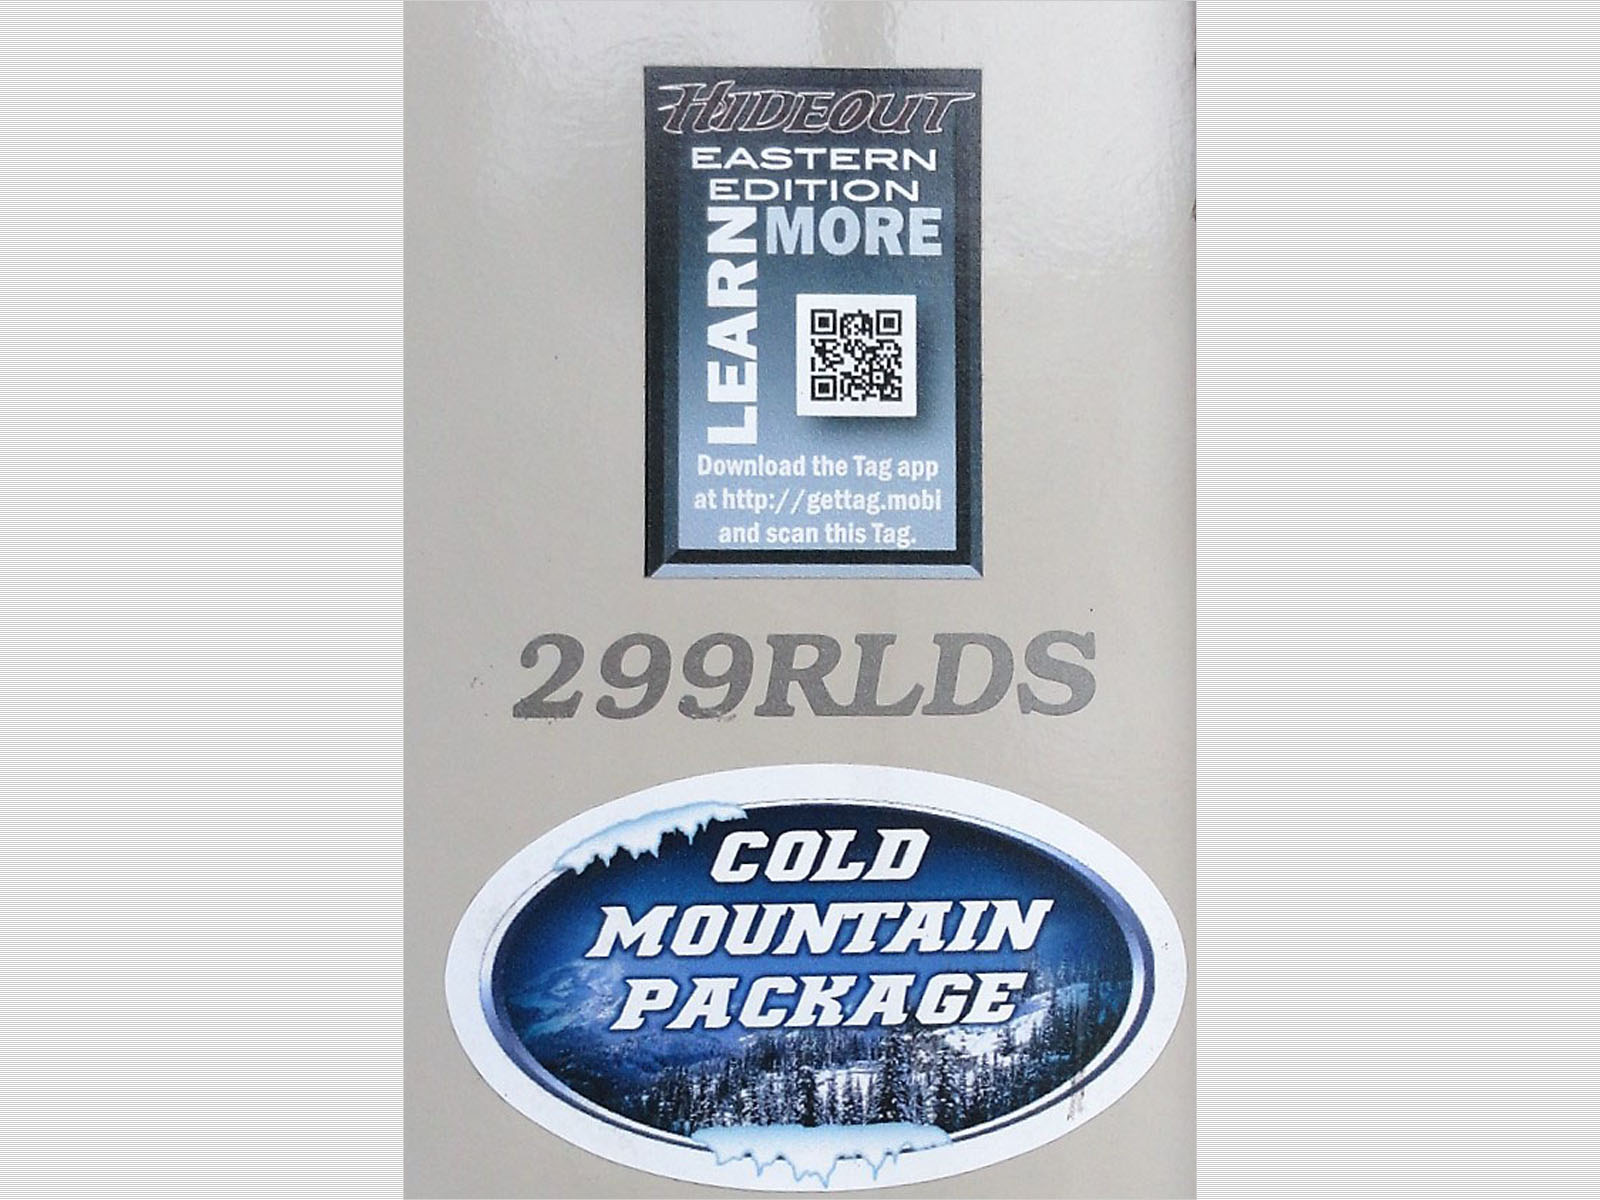 HIDEOUT
EASTERN
EDITION
LEARN MORE
Download the Tag app
at http://gettag.mobi
and scan this Tag.
299RLDS
COLD
MOUNTAIN
PACKAGE